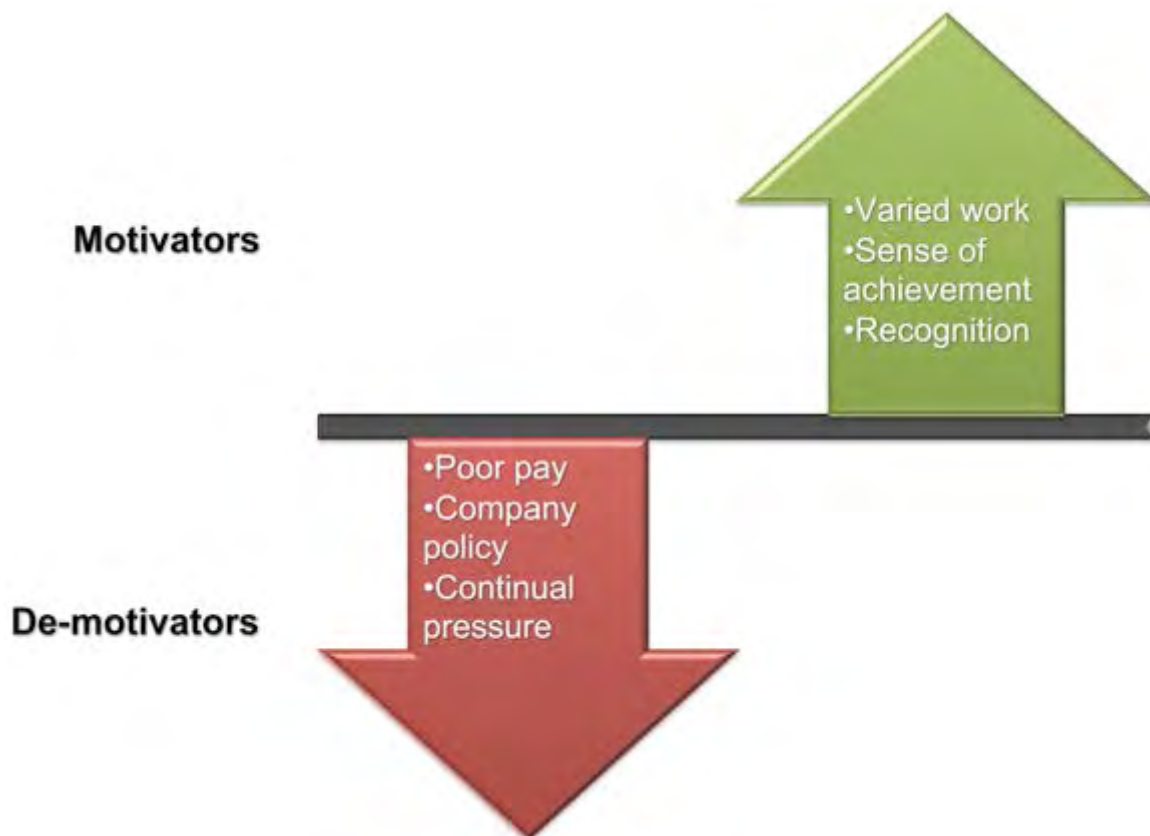 Motivators
•Varied work
•Sense of
achievement
•Recognition
De-motivators
•Poor pay
•Company
policy
•Continual
pressure